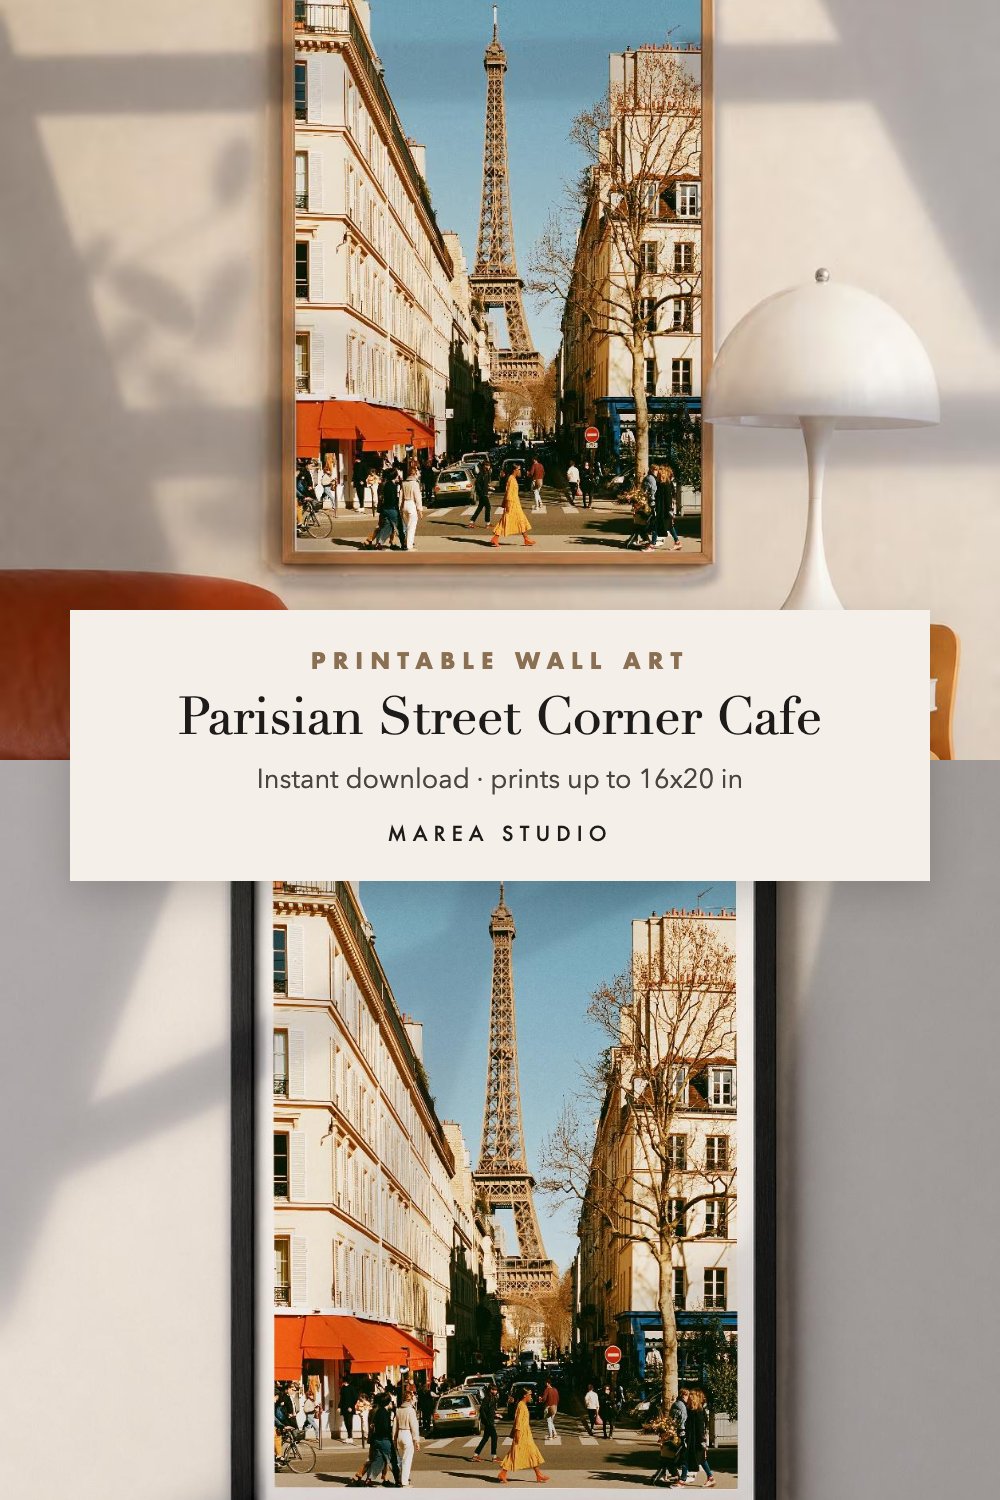 PRINTABLE WALL ART
Parisian Street Corner Cafe
Instant download · prints up to 16x20 in
MAREA STUDIO